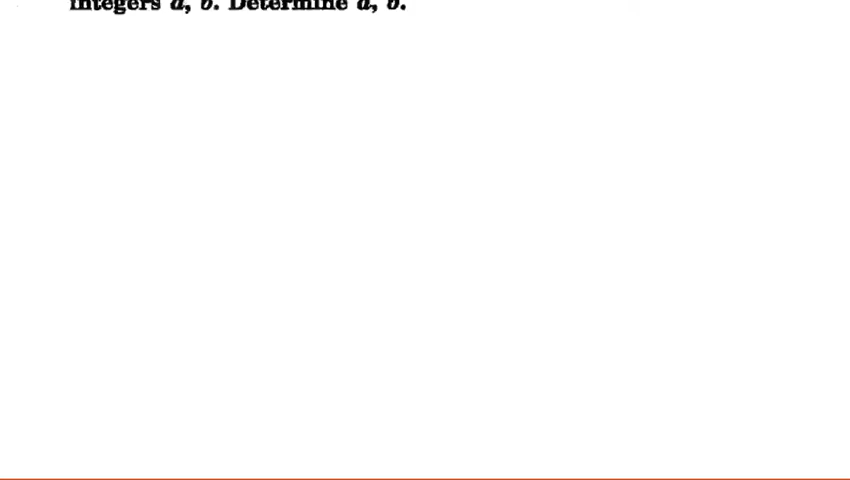 integers a, b. Determine a, b.